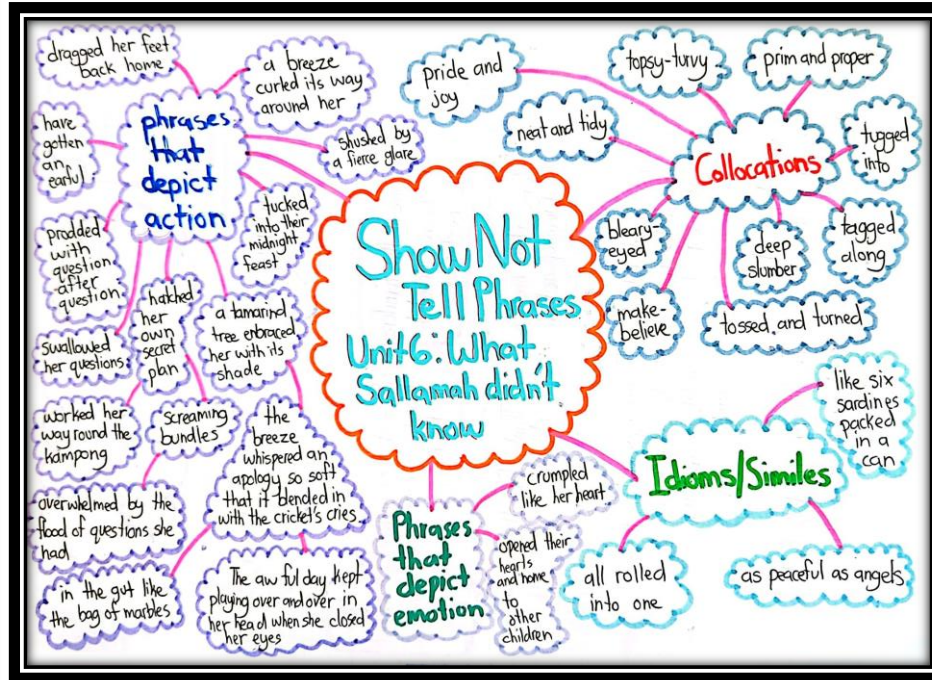 Show Not
Tell Phrases
Unit 6: What
Sallamah didn't
know
phrases
that
depict
action
dragged her feet
back home
a breeze
curled its way
around her
shushed by
a fierce glare
tucked
into their
midnight
feast
have
gotten
an
earful
prodded
with
question
after
question
swallowed
her questions
hatched
her
own
secret
plan
a tamarind
tree embraced
her with its
shade
worked her
way round the
kampong
screaming
bundles
the
breeze
whispered an
apology so soft
that it blended in
with the cricket's cries
overwhelmed by the
flood of questions she
had
in the gut like
the bag of marbles
The awful day kept
playing over and over in
her head when she closed
her eyes
Collocations
pride and
joy
topsy-turvy
prim and proper
neat and tidy
tugged
into
bleary-
eyed
deep
slumber
tagged
along
make-
believe
tossed and turned
Idioms/Similes
like six
sardines
packed
in a
can
all rolled
into one
as peaceful as angels
Phrases
that
depict
emotion
crumpled
like her heart
opened their
hearts
and home
to
other
children